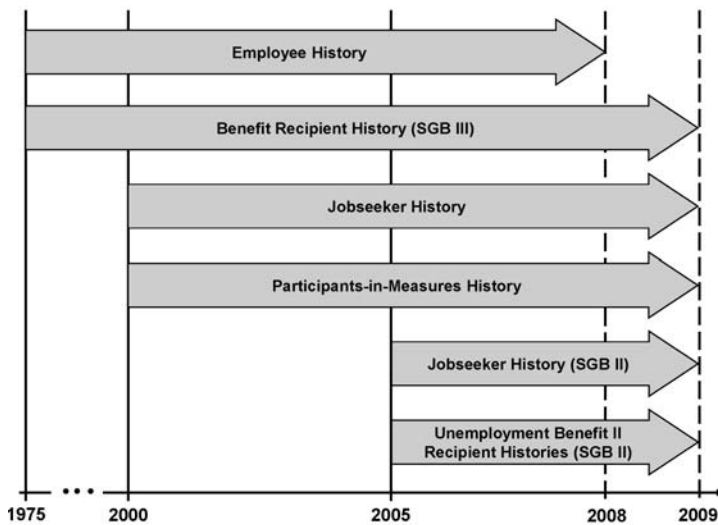 Employee History
Benefit Recipient History (SGB III)
Jobseeker History
Participants-in-Measures History
Jobseeker History (SGB II)
Unemployment Benefit II
Recipient Histories (SGB II)
1975 ••• 2000 2005 2008 2009